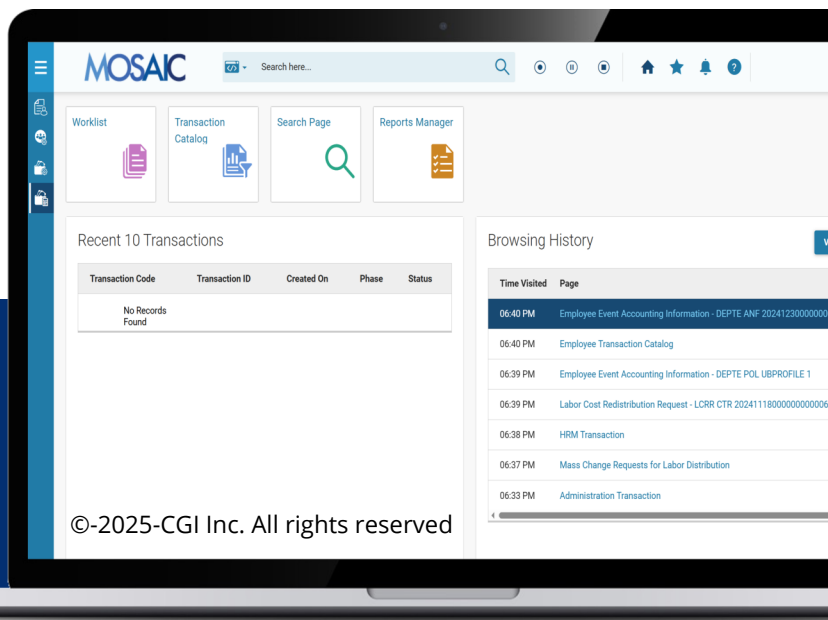 MOSAIC
Search here...
Worklist
Transaction
Catalog
Search Page
Reports Manager
Recent 10 Transactions
Transaction Code Transaction ID Created On Phase Status
No Records
Found
Browsing History
Time Visited Page
06:40 PM Employee Event Accounting Information - DEPTE ANF 20241230000000
06:40 PM Employee Transaction Catalog
06:39 PM Employee Event Accounting Information - DEPTE POL UBPROFILE 1
06:39 PM Labor Cost Redistribution Request - LCRR CTR 20241118000000000006
06:38 PM HRM Transaction
06:37 PM Mass Change Requests for Labor Distribution
06:33 PM Administration Transaction
©-2025-CGI Inc. All rights reserved